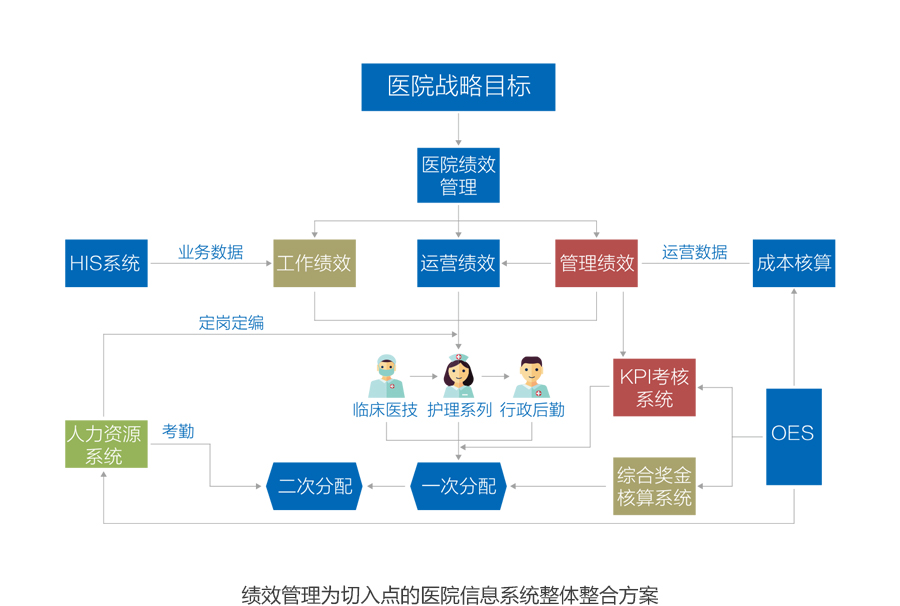 医院战略目标
医院绩效
管理
HIS系统
业务数据
工作绩效
运营绩效
管理绩效
运营数据
成本核算
定岗定编
临床医技
护理系列
行政后勤
KPI考核
系统
OES
人力资源
系统
考勤
二次分配
一次分配
综合奖金
核算系统
绩效管理为切入点的医院信息系统整体整合方案